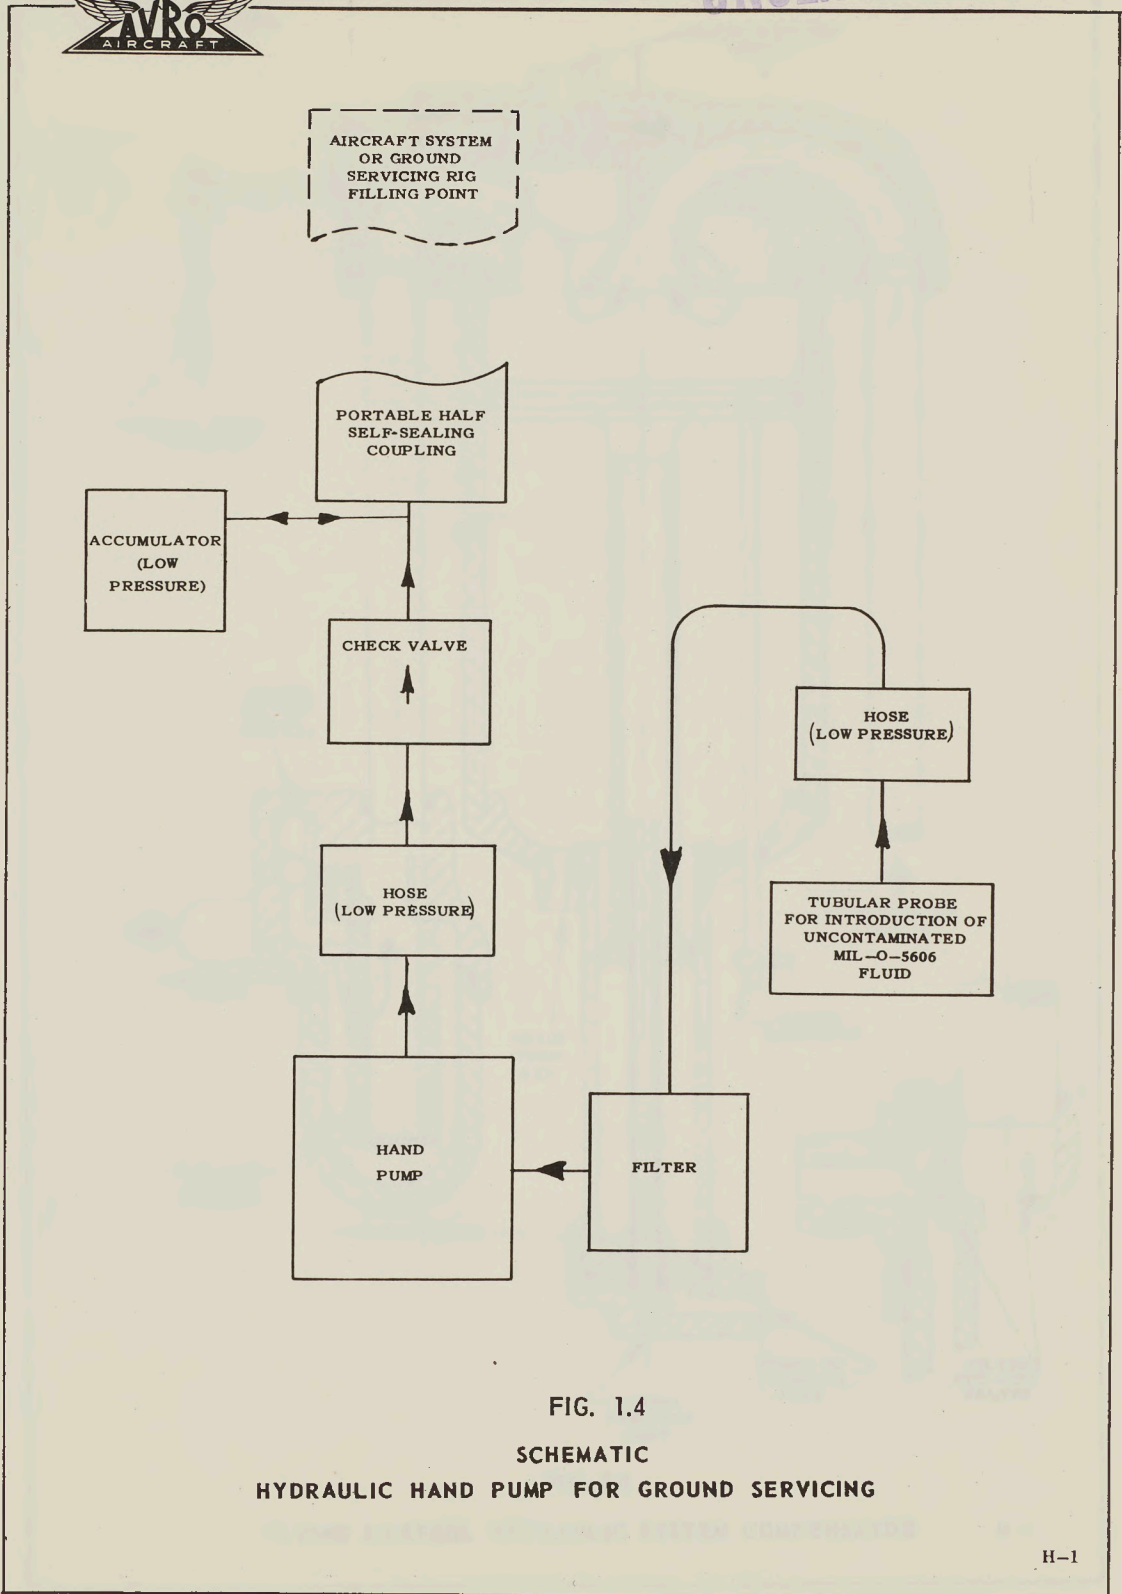 AVRO
AIRCRAFT
AIRCRAFT SYSTEM
OR GROUND
SERVICING RIG
FILLING POINT
PORTABLE HALF
SELF-SEALING
COUPLING
ACCUMULATOR
(LOW
PRESSURE)
CHECK VALVE
HOSE
(LOW PRESSURE)
HOSE
(LOW PRESSURE)
TUBULAR PROBE
FOR INTRODUCTION OF
UNCONTAMINATED
MIL-O-5606
FLUID
HAND
PUMP
FILTER
FIG. 1.4
SCHEMATIC
HYDRAULIC HAND PUMP FOR GROUND SERVICING
H-1